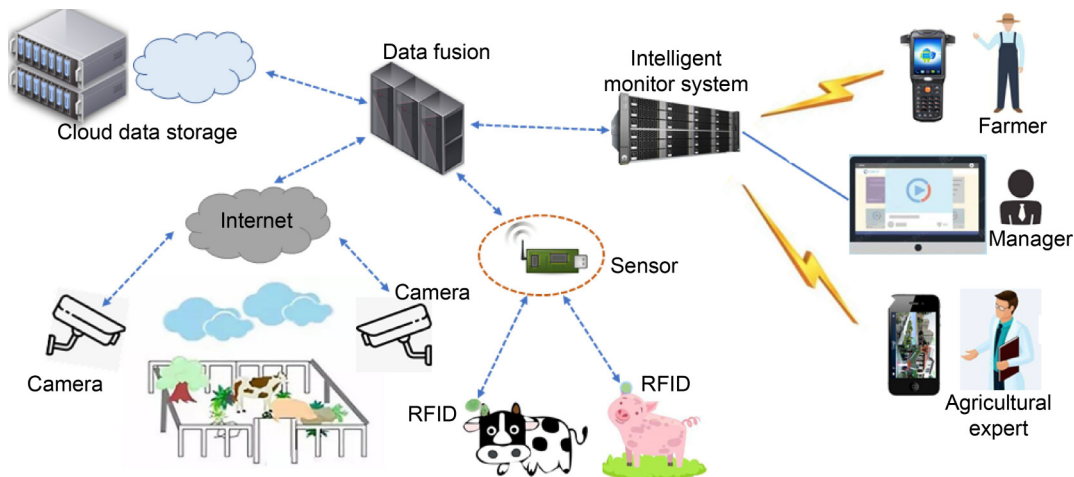 Data fusion
Intelligent
monitor system
Cloud data storage
Farmer
Internet
Manager
Sensor
Camera
Camera
RFID
RFID
Agricultural
expert